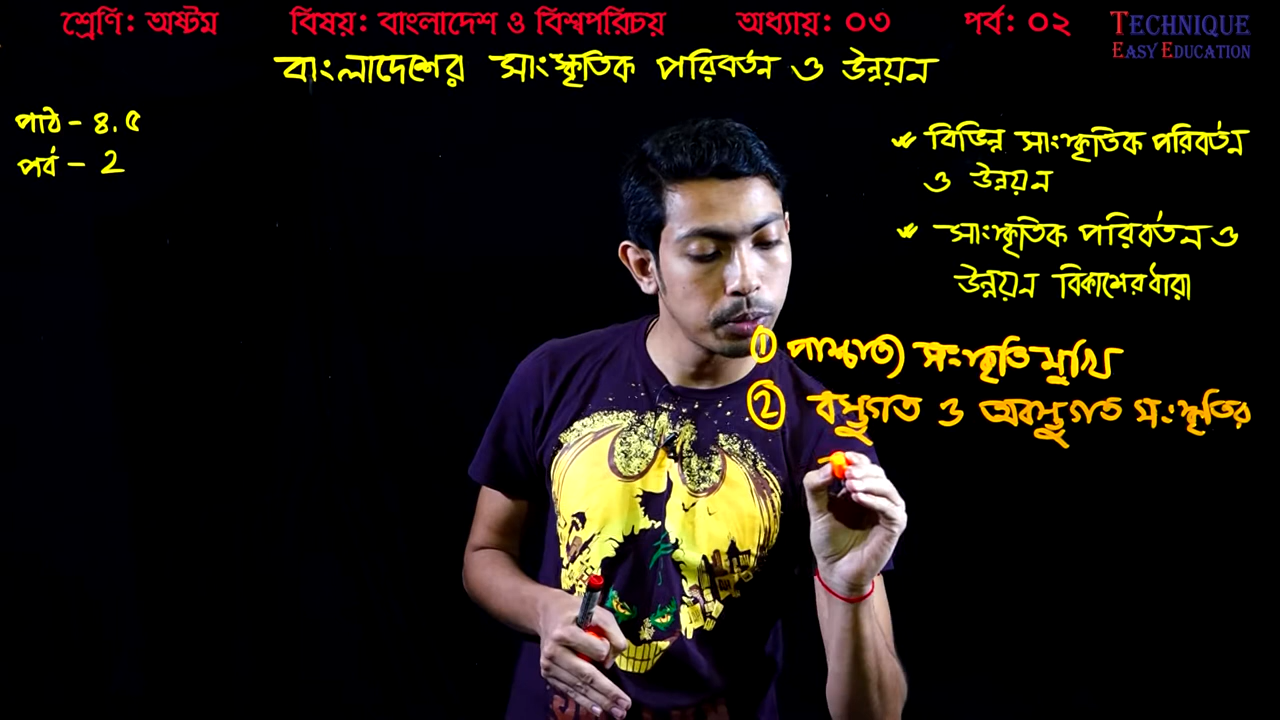 শ্রেণি: অষ্টম বিষয়: বাংলাদেশ ও বিশ্বপরিচয় অধ্যায়: ০৩ পর্ব: ০২
TECHNIQUE
EASY EDUCATION
বাংলাদেশের সাংস্কৃতিক পরিবর্তন ও উন্নয়ন
পাঠ - ৪.৫
পর্ব - 2
বিভিন্ন সাংস্কৃতিক পরিবর্তন
ও উন্নয়ন
সাংস্কৃতিক পরিবর্তন ও
উন্নয়ন বিকাশের ধারা
1 পাশ্চাত্য সংস্কৃতি মুখি
2 বস্তুগত ও অবস্তুগত সংস্কৃতির